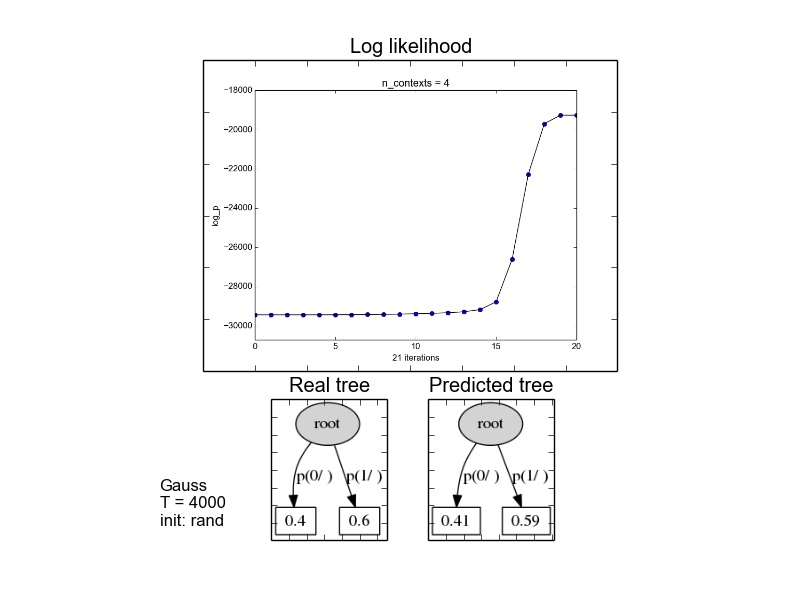 Log likelihood
n_contexts = 4
−18000
−20000
−22000
−24000
−26000
−28000
−30000
log_p
0 5 10 15 20
21 iterations
Real tree Predicted tree
root root
p(0/ ) p(1/ ) p(0/ ) p(1/ )
0.4 0.6 0.41 0.59
Gauss
T = 4000
init: rand